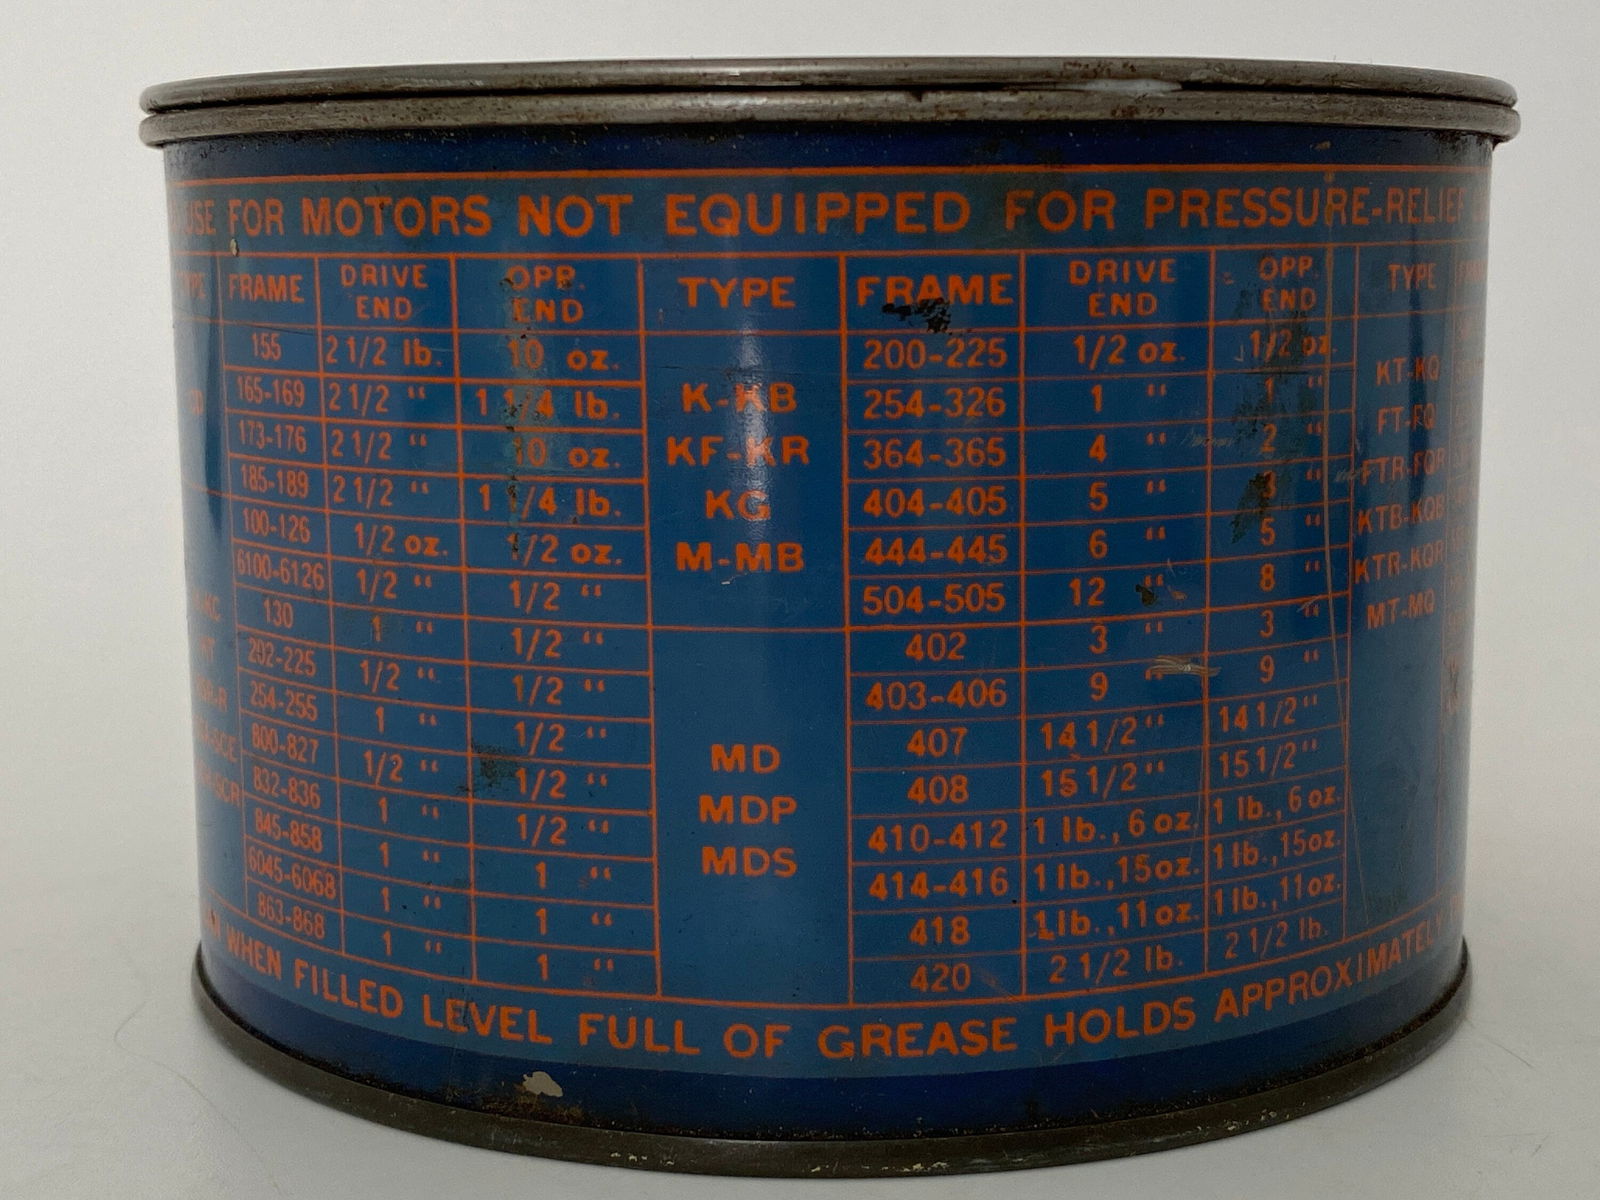 USE FOR MOTORS NOT EQUIPPED FOR PRESSURE-RELIEF
TYPE FRAME DRIVE END OPP. END TYPE FRAME DRIVE END OPP. END TYPE
155 2 1/2 lb. 10 oz. 200-225 1/2 oz. 1/2 oz. KT-KQ
165-169 2 1/2 " 1 1/4 lb. K-KB 254-326 1 " 1 " FT-FQ
173-176 2 1/2 " 10 oz. KF-KR 364-365 4 " 2 " FTR-FQR
185-189 2 1/2 " 1 1/4 lb. KG 404-405 5 " 3 " KTB-KQB
100-126 1/2 oz. 1/2 oz. M-MB 444-445 6 " 5 " KTR-KQR
6100-6126 1/2 " 1/2 " 504-505 12 " 8 " MT-MQ
130 1 " 1/2 " 402 3 " 3 "
202-225 1/2 " 1/2 " 403-406 9 " 9 "
254-255 1 " 1/2 " MD 407 14 1/2 " 14 1/2 "
800-827 1/2 " 1/2 " MDP 408 15 1/2 " 15 1/2 "
832-836 1 " 1/2 " MDS 410-412 1 lb., 6 oz. 1 lb., 6 oz.
845-858 1 " 1 " 414-416 1 lb., 15 oz. 1 lb., 15 oz.
6045-6068 1 " 1 " 418 1 lb., 11 oz. 1 lb., 11 oz.
863-868 1 " 1 " 420 2 1/2 lb. 2 1/2 lb.
WHEN FILLED LEVEL FULL OF GREASE HOLDS APPROXIMATELY